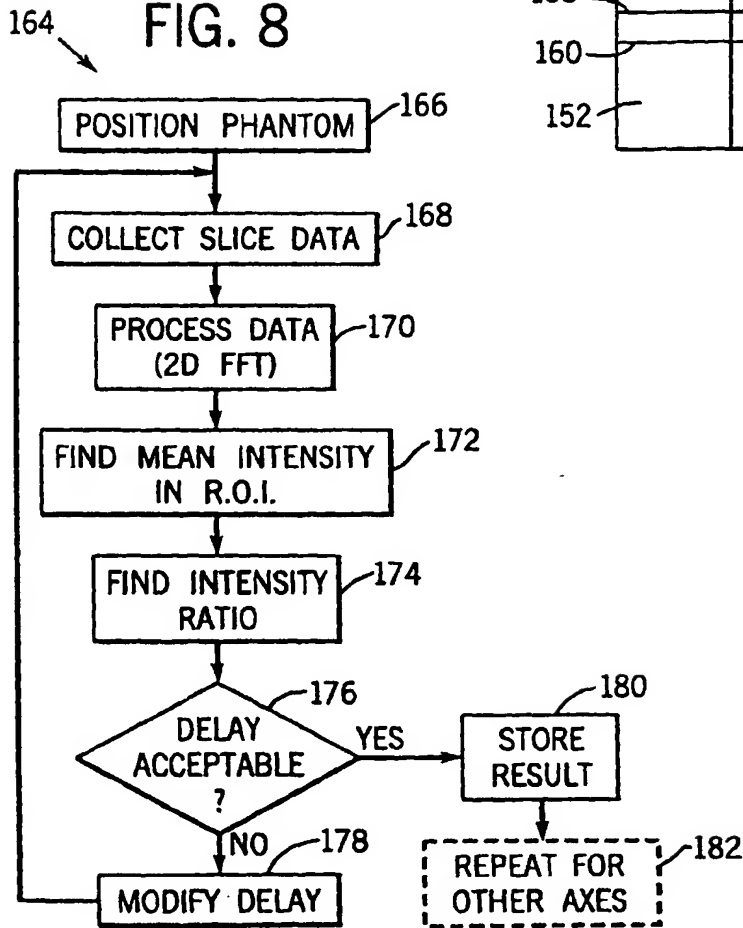 164
FIG. 8
160
152
POSITION PHANTOM
166
COLLECT SLICE DATA
168
PROCESS DATA
(2D FFT)
170
FIND MEAN INTENSITY
IN R.O.I.
172
FIND INTENSITY
RATIO
174
DELAY
ACCEPTABLE
?
176
YES
NO
STORE
RESULT
180
MODIFY DELAY
178
REPEAT FOR
OTHER AXES
182